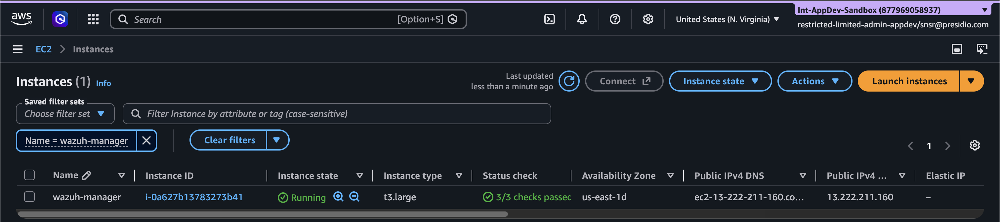 aws
Search [Option+S]
United States (N. Virginia)
Int-AppDev-Sandbox (877969058937)
restricted-limited-admin-appdev/snsr@presidio.com
EC2 Instances
Instances (1) Info
Last updated
less than a minute ago
Connect
Instance state
Actions
Launch instances
Saved filter sets
Choose filter set
Filter Instance by attribute or tag (case-sensitive)
Name = wazuh-manager
Clear filters
1
Name Instance ID Instance state Instance type Status check Availability Zone Public IPv4 DNS Public IPv4 ... Elastic IP
wazuh-manager i-0a627b13783273b41 Running t3.large 3/3 checks passec us-east-1d ec2-13-222-211-160.co... 13.222.211.160 –